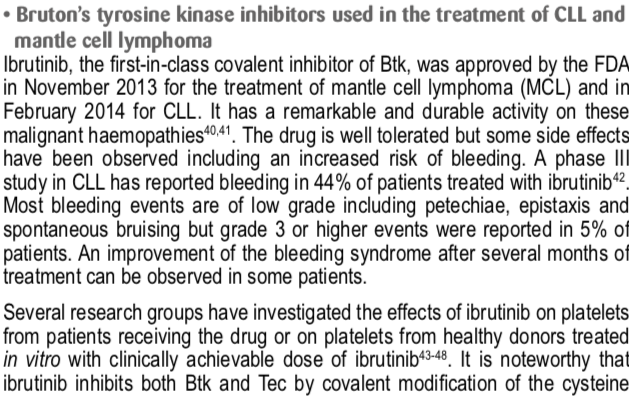 • Bruton's tyrosine kinase inhibitors used in the treatment of CLL and
mantle cell lymphoma
Ibrutinib, the first-in-class covalent inhibitor of Btk, was approved by the FDA
in November 2013 for the treatment of mantle cell lymphoma (MCL) and in
February 2014 for CLL. It has a remarkable and durable activity on these
malignant haemopathies40,41. The drug is well tolerated but some side effects
have been observed including an increased risk of bleeding. A phase III
study in CLL has reported bleeding in 44% of patients treated with ibrutinib42.
Most bleeding events are of low grade including petechiae, epistaxis and
spontaneous bruising but grade 3 or higher events were reported in 5% of
patients. An improvement of the bleeding syndrome after several months of
treatment can be observed in some patients.
Several research groups have investigated the effects of ibrutinib on platelets
from patients receiving the drug or on platelets from healthy donors treated
in vitro with clinically achievable dose of ibrutinib43-48. It is noteworthy that
ibrutinib inhibits both Btk and Tec by covalent modification of the cysteine